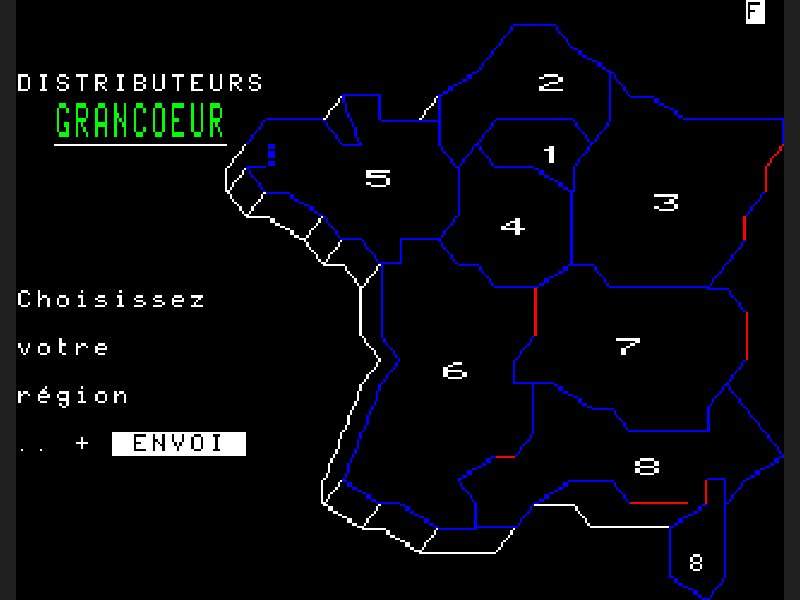 F
DISTRIBUTEURS
GRANCOEUR
2
1
5
3
4
Choisissez
votre
7
6
région
.. + ENVOI
8
8